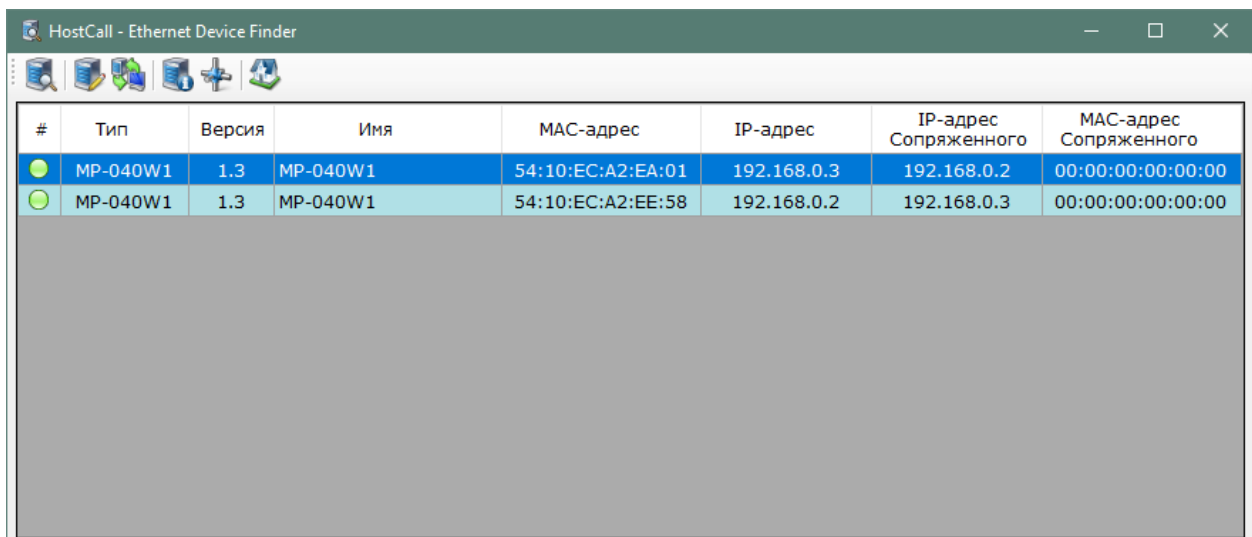 HostCall - Ethernet Device Finder
# Тип Версия Имя MAC-адрес IP-адрес IP-адрес Сопряженного MAC-адрес Сопряженного
MP-040W1 1.3 MP-040W1 54:10:EC:A2:EA:01 192.168.0.3 192.168.0.2 00:00:00:00:00:00
MP-040W1 1.3 MP-040W1 54:10:EC:A2:EE:58 192.168.0.2 192.168.0.3 00:00:00:00:00:00